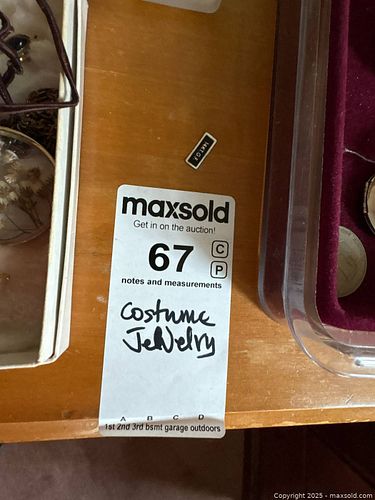 14KT G.F.
maxsold
Get in on the auction!
67
C
P
notes and measurements
Costume
Jewelry
A B C D
1st 2nd 3rd bsmt garage outdoors
Copyright 2025 - maxsold.com